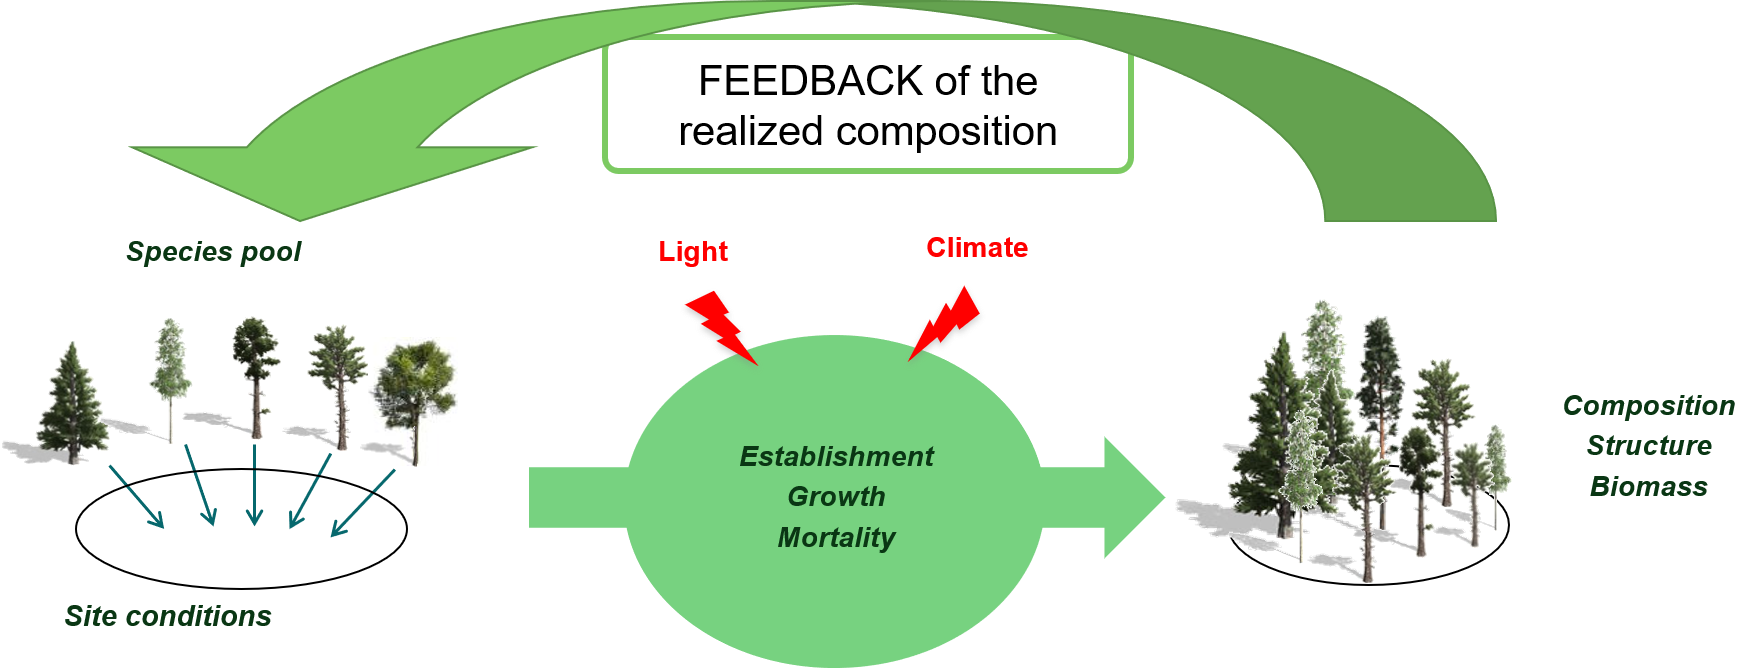 FEEDBACK of the
realized composition
Species pool
Light
Climate
Establishment
Growth
Mortality
Composition
Structure
Biomass
Site conditions